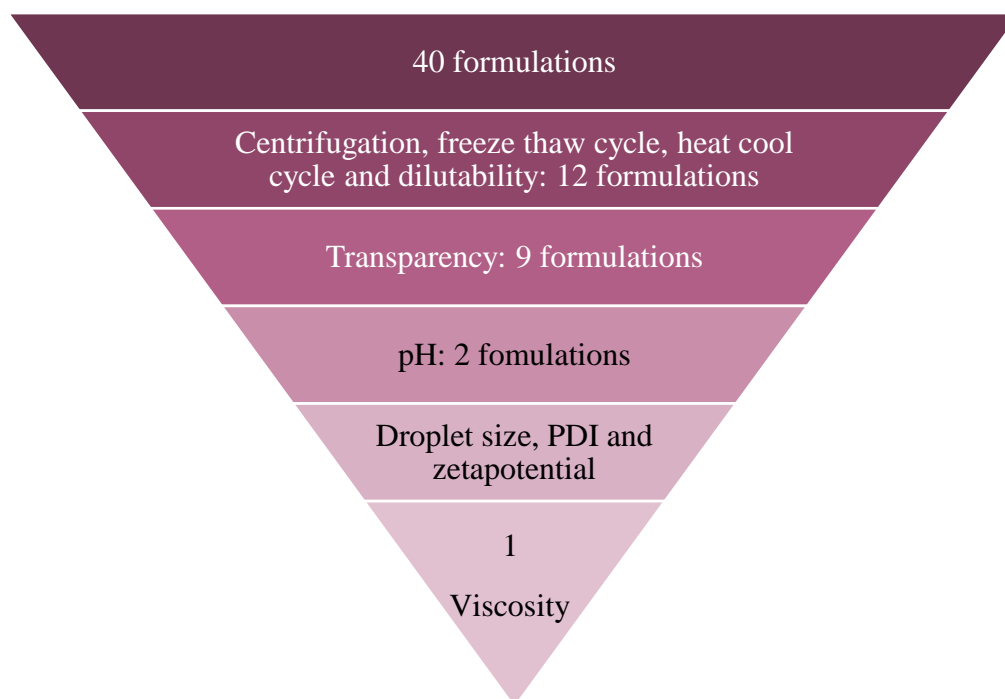 40 formulations
Centrifugation, freeze thaw cycle, heat cool
cycle and dilutability: 12 formulations
Transparency: 9 formulations
pH: 2 fomulations
Droplet size, PDI and
zetapotential
1
Viscosity